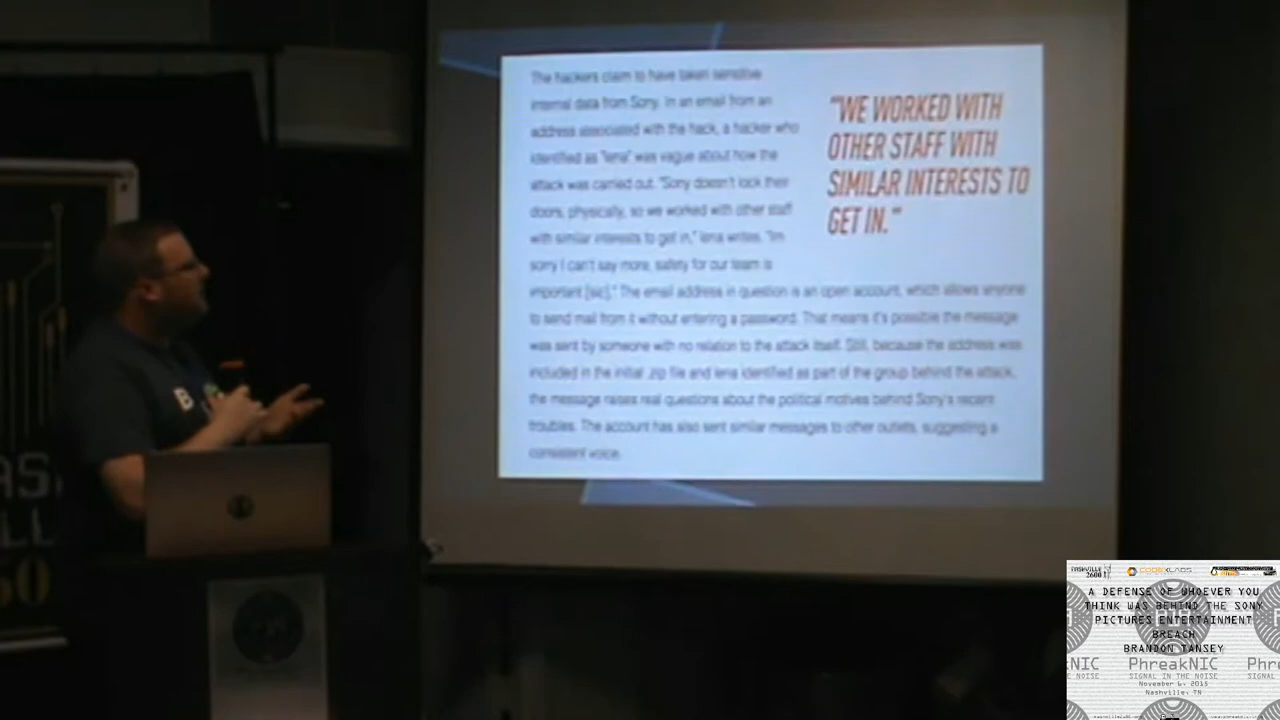 The hackers claim to have taken sensitive
internal data from Sony. In an email from an
address associated with the hack, a hacker who
identified as "lena" was vague about how the
attack was carried out. "Sony doesn't lock their
doors, physically, so we worked with other staff
with similar interests to get in," lena writes. "I'm
sorry I can't say more, safety for our team is
important [sic]." The email address in question is an open account, which allows anyone
to send mail from it without entering a password. That means it's possible the message
was sent by someone with no relation to the attack itself. Still, because the address was
included in the initial .zip file and lena identified as part of the group behind the attack,
the message raises real questions about the political motives behind Sony's recent
troubles. The account has also sent similar messages to other outlets, suggesting a
consistent voice.
"WE WORKED WITH
OTHER STAFF WITH
SIMILAR INTERESTS TO
GET IN."
NASHVILLE
2600
CODEXLABS
A DEFENSE OF WHOEVER YOU
THINK WAS BEHIND THE SONY
PICTURES ENTERTAINMENT
BREACH
BRANDON TANSEY
PhreakNIC
SIGNAL IN THE NOISE
November 6, 2015
Nashville, TN